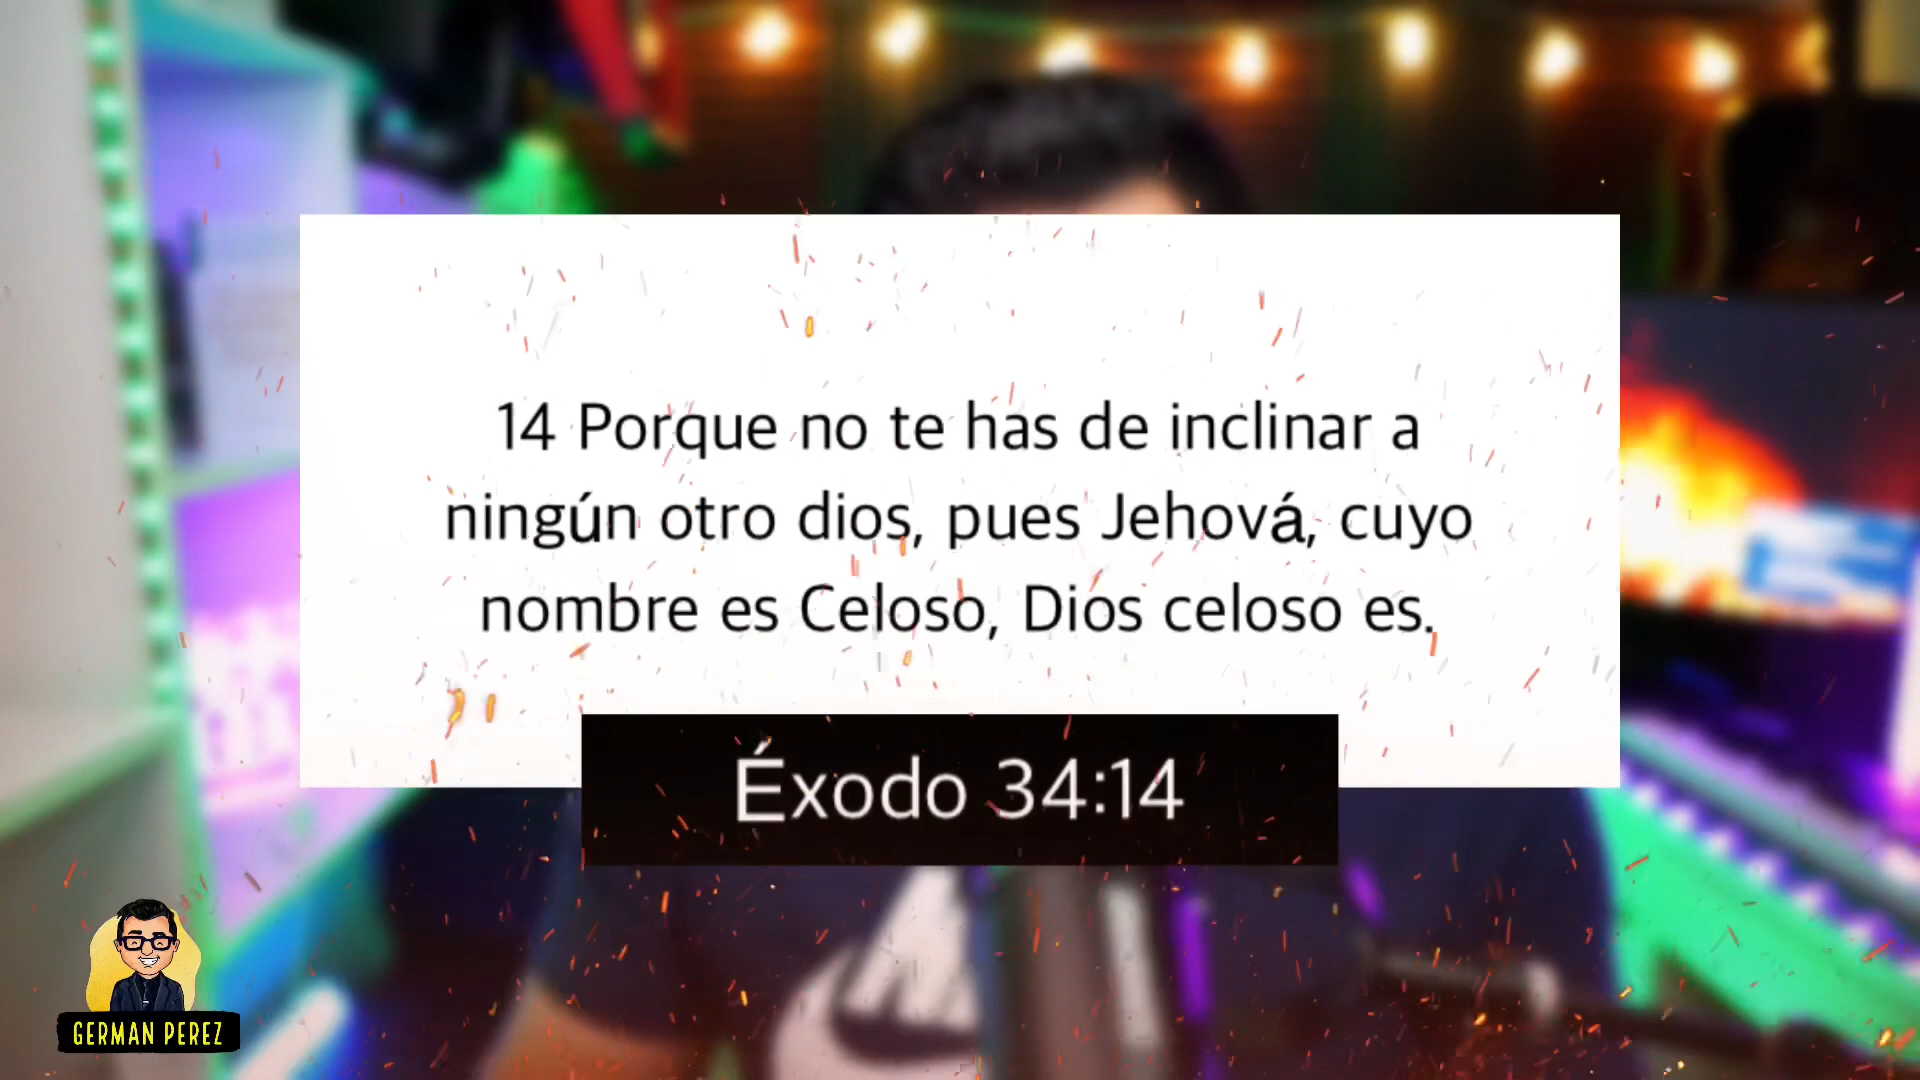 14 Porque no te has de inclinar a
ningún otro dios, pues Jehová, cuyo
nombre es Celoso, Dios celoso es.
Éxodo 34:14
GERMAN PEREZ